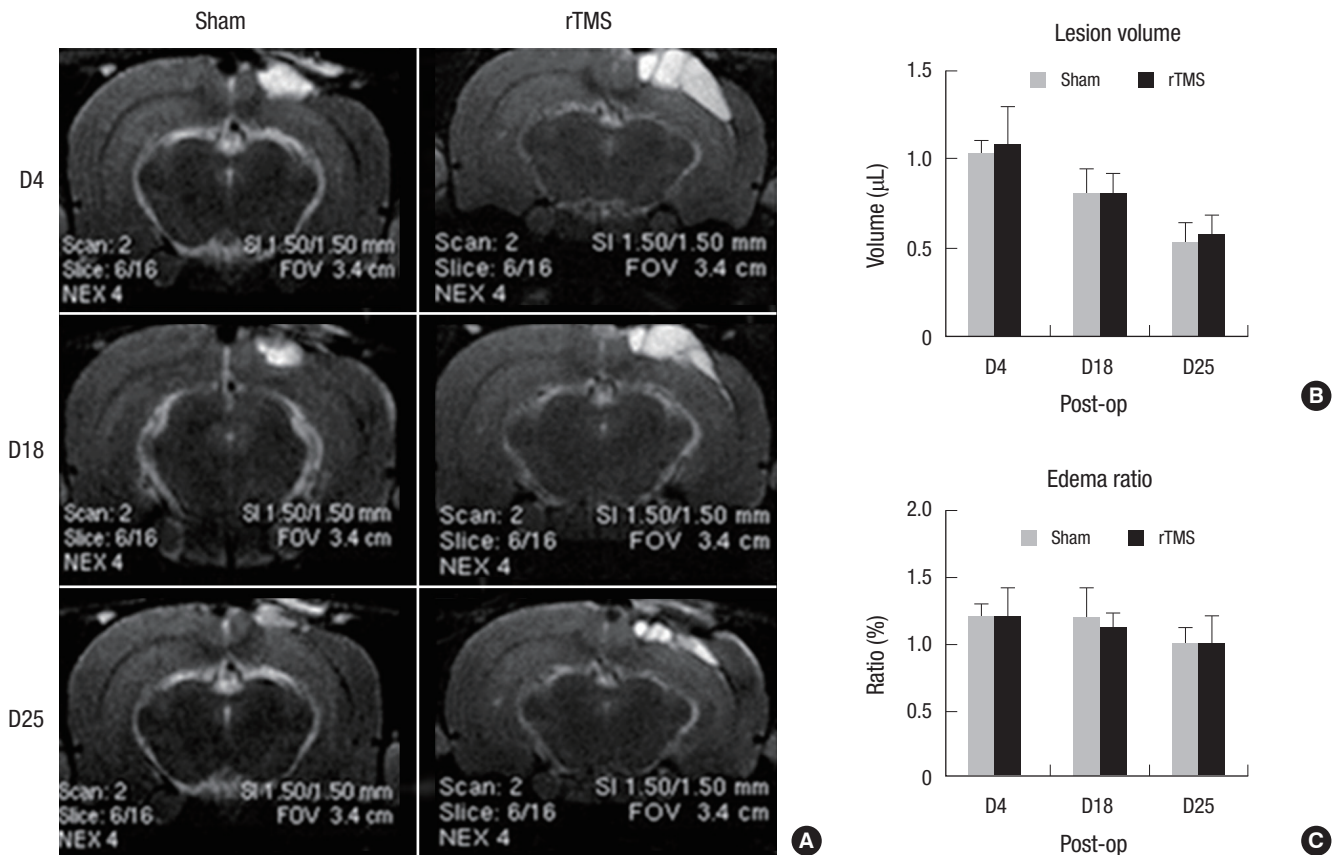 Sham
rTMS
D4
Scan: 2
SI 1.50/1.50 mm
Slice: 6/16
FOV 3.4 cm
NEX 4
Scan: 2
SI 1.50/1.50 mm
Slice: 6/16
FOV 3.4 cm
NEX 4
D18
Scan: 2
SI 1.50/1.50 mm
Slice: 6/16
FOV 3.4 cm
NEX 4
Scan: 2
SI 1.50/1.50 mm
Slice: 6/16
FOV 3.4 cm
NEX 4
D25
Scan: 2
SI 1.50/1.50 mm
Slice: 6/16
FOV 3.4 cm
NEX 4
Scan: 2
SI 1.50/1.50 mm
Slice: 6/16
FOV 3.4 cm
NEX 4
A
Lesion volume
Sham
rTMS
Volume (µL)
1.5
1.0
0.5
0
D4
D18
D25
Post-op
B
Edema ratio
Sham
rTMS
Ratio (%)
2.0
1.5
1.0
0.5
0
D4
D18
D25
Post-op
C